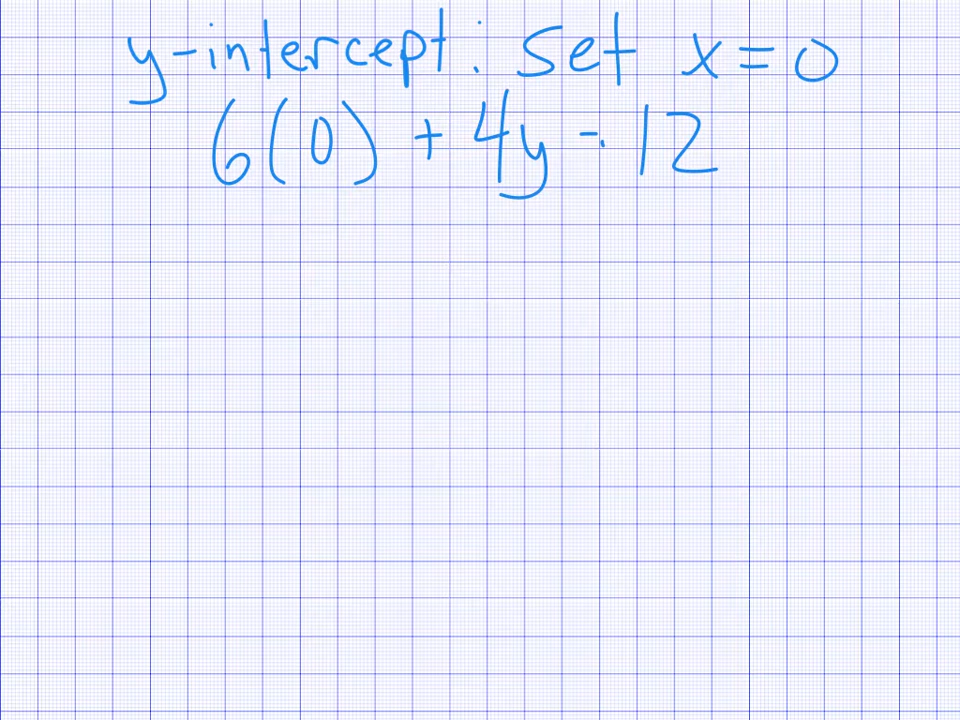 y-intercept: set x=0
6(0) + 4y = 12